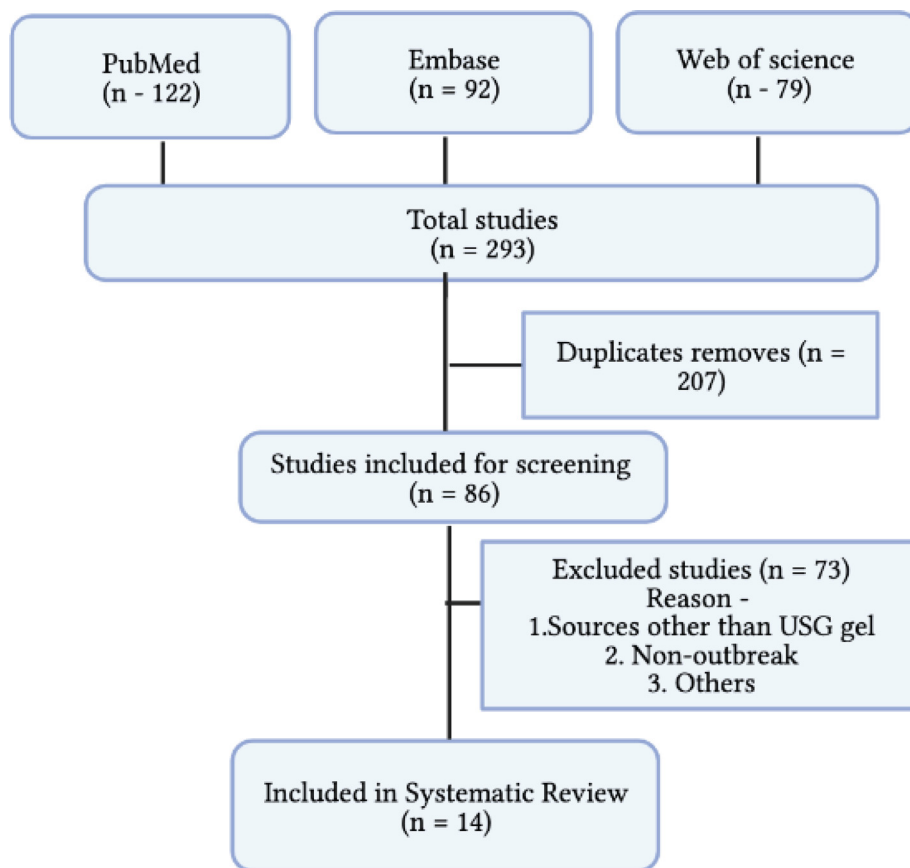 PubMed
(n - 122)
Embase
(n = 92)
Web of science
(n - 79)
Total studies
(n = 293)
Duplicates removes (n =
207)
Studies included for screening
(n = 86)
Excluded studies (n = 73)
Reason -
1.Sources other than USG gel
2. Non-outbreak
3. Others
Included in Systematic Review
(n = 14)